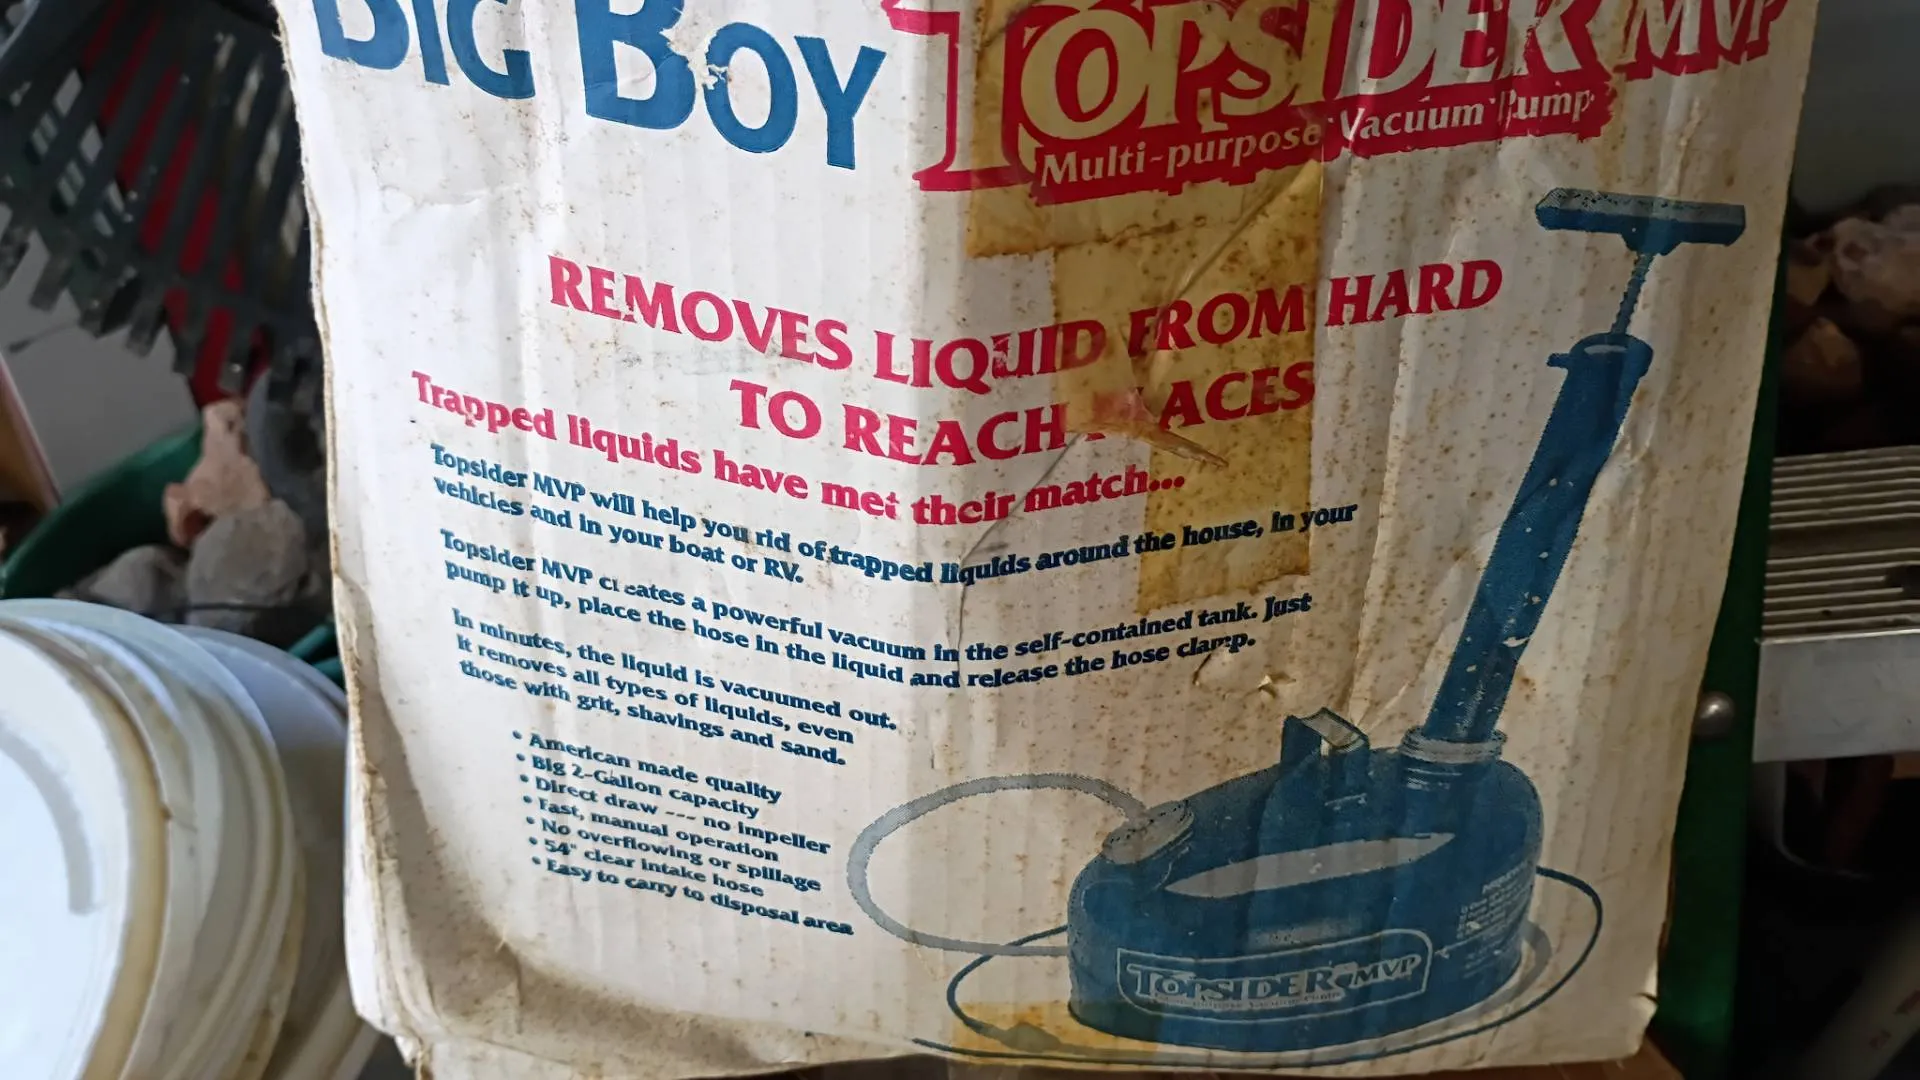 BIG BOY TOPSIDER MVP
Multi-purpose Vacuum Pump
REMOVES LIQUID FROM HARD
TO REACH PLACES
Trapped liquids have met their match...
Topsider MVP will help you rid of trapped liquids around the house, in your
vehicles and in your boat or RV.
Topsider MVP creates a powerful vacuum in the self-contained tank. Just
pump it up, place the hose in the liquid and release the hose clamp.
In minutes, the liquid is vacuumed out.
It removes all types of liquids, even
those with grit, shavings and sand.
• American made quality
• Big 2-Gallon capacity
• Direct draw --- no impeller
• Fast, manual operation
• No overflowing or spillage
• 54" clear intake hose
• Easy to carry to disposal area
TOPSIDER MVP